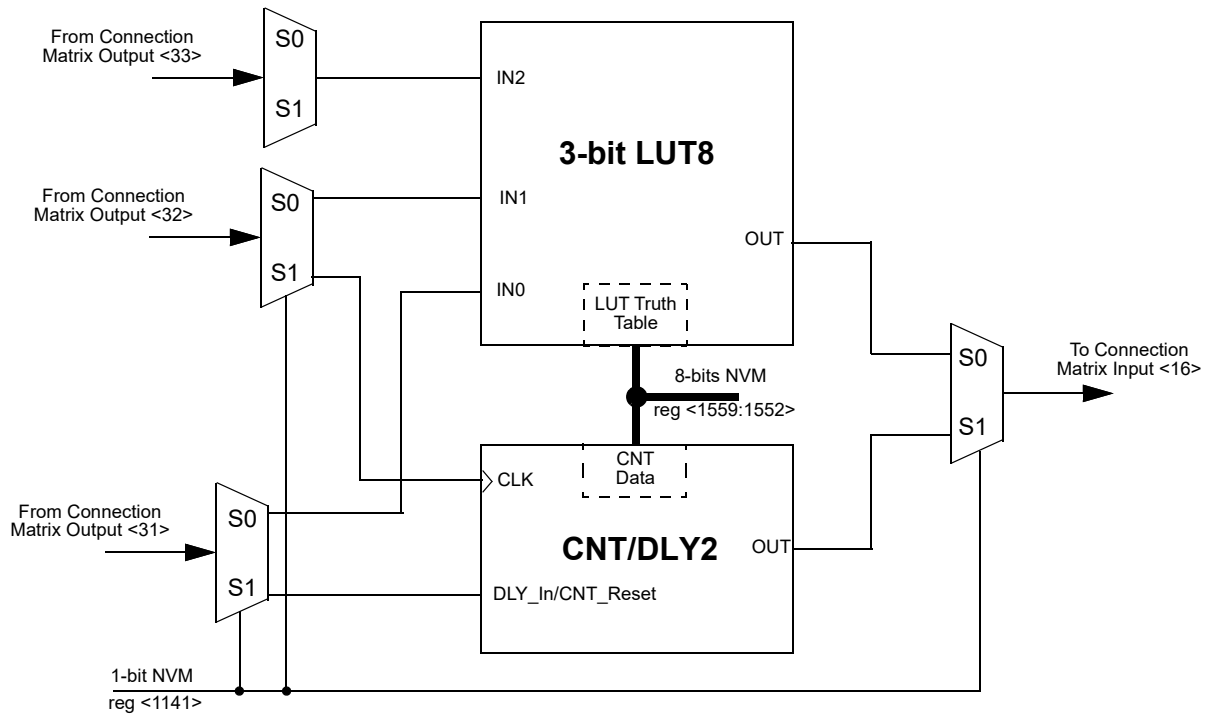 From Connection
Matrix Output <33>
S0
S1
IN2
3-bit LUT8
From Connection
Matrix Output <32>
S0
S1
IN1
OUT
IN0
LUT Truth
Table
S0
S1
To Connection
Matrix Input <16>
8-bits NVM
reg <1559:1552>
CNT
Data
CLK
From Connection
Matrix Output <31>
S0
S1
CNT/DLY2
OUT
DLY_In/CNT_Reset
1-bit NVM
reg <1141>